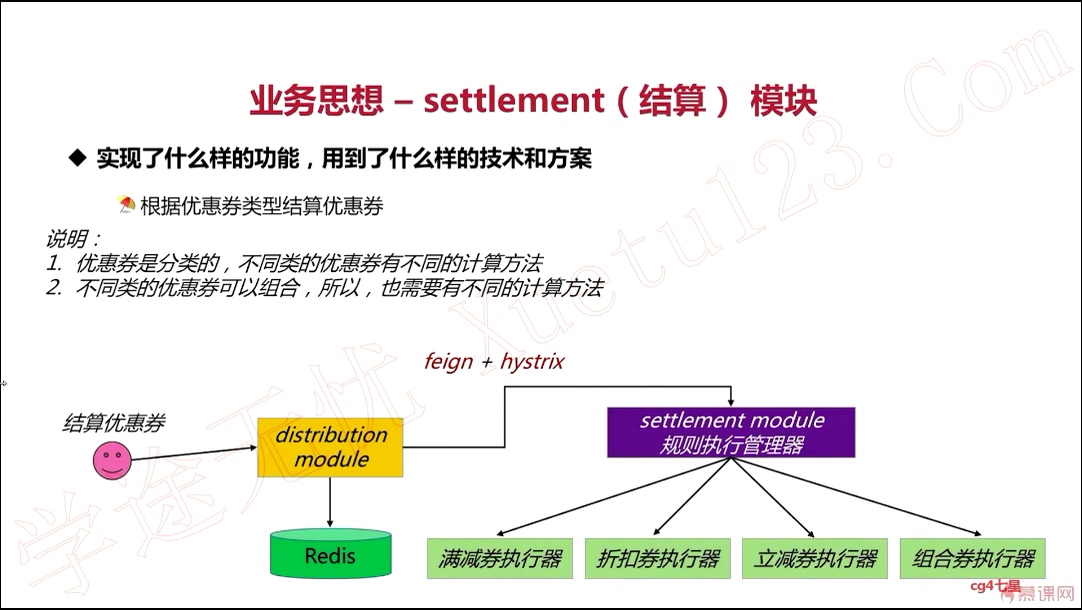 业务思想 – settlement（结算） 模块
◆ 实现了什么样的功能，用到了什么样的技术和方案
根据优惠券类型结算优惠券
说明：
1. 优惠券是分类的，不同类的优惠券有不同的计算方法
2. 不同类的优惠券可以组合，所以，也需要有不同的计算方法
feign + hystrix
结算优惠券
distribution
module
settlement module
规则执行管理器
Redis
满减券执行器
折扣券执行器
立减券执行器
组合券执行器
cg4七星
慕课网
学途无忧 Xuetu123.Com